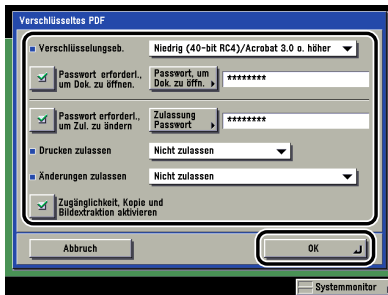 Verschlüsseltes PDF
Verschlüsselungseb. Niedrig (40-bit RC4)/Acrobat 3.0 o. höher
Passwort erforderl., um Dok. zu öffnen. Passwort, um Dok. zu öffn. ********
Passwort erforderl., um Zul. zu ändern Zulassung Passwort ********
Drucken zulassen Nicht zulassen
Änderungen zulassen Nicht zulassen
Zugänglichkeit, Kopie und
Bildextraktion aktivieren
Abbruch OK
Systemmonitor